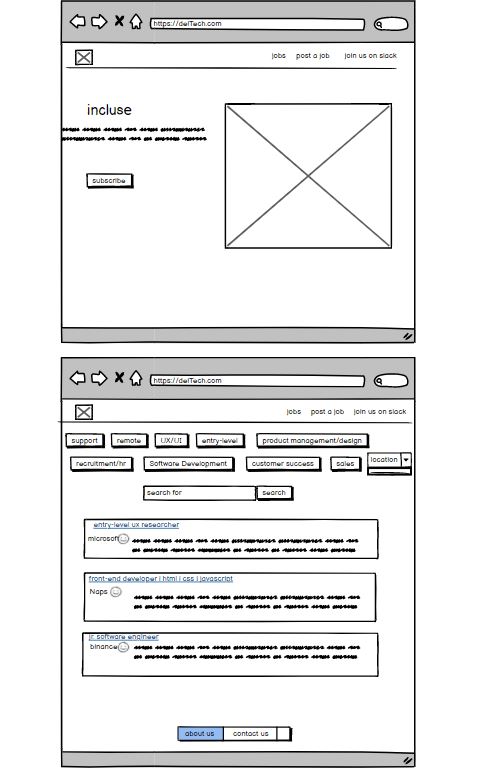 https://delTech.com
jobs post a job join us on slack
incluse
subscribe
https://delTech.com
jobs post a job join us on slack
support remote UX/UI entry-level product management/design
recruitment/hr Software Development customer success sales location
search for search
entry-level ux researcher
microsoft
front-end developer | html | css | javascript
Naps
jr. software engineer
binance
about us contact us